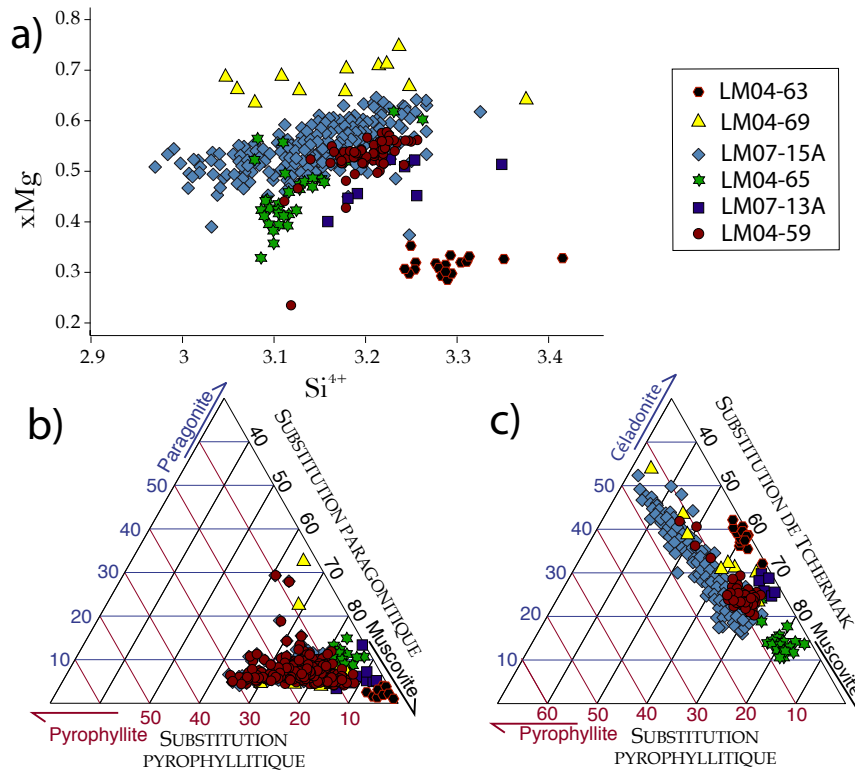 a)
xMg
0.8
0.7
0.6
0.5
0.4
0.3
0.2
2.9
3
3.1
3.2
3.3
3.4
Si4+
LM04-63
LM04-69
LM07-15A
LM04-65
LM07-13A
LM04-59
b)
Paragonite
SUBSTITUTION PARAGONITIQUE
40
50
60
70
80
Muscovite
50
40
30
20
10
50
40
30
20
10
Pyrophyllite
SUBSTITUTION
PYROPHYLLITIQUE
c)
Céladonite
SUBSTITUTION DE TCHERMAK
40
50
60
70
80
Muscovite
50
40
30
20
10
60
50
40
30
20
10
Pyrophyllite
SUBSTITUTION
PYROPHYLLITIQUE